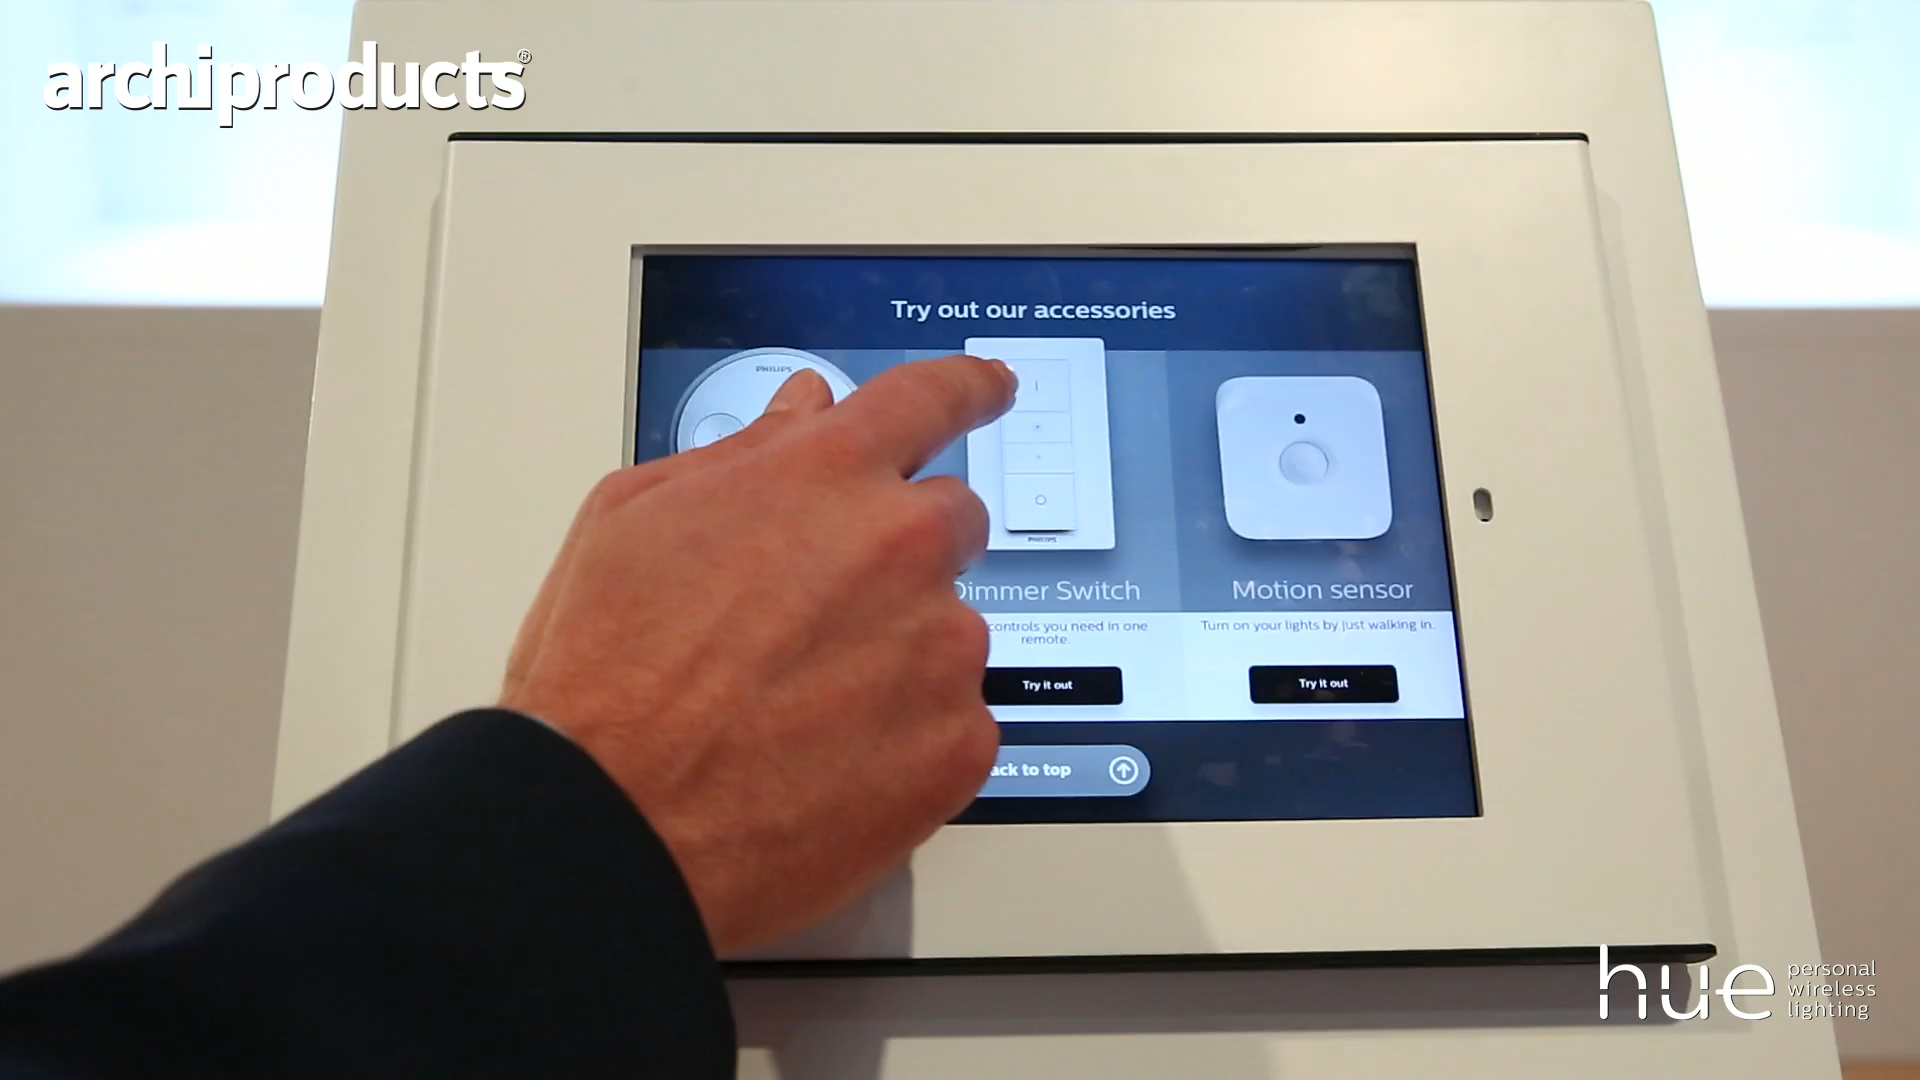 archiproducts®
Try out our accessories
PHILIPS
PHILIPS
Dimmer Switch
Motion sensor
controls you need in one
remote.
Turn on your lights by just walking in.
Try it out
Try it out
ack to top
hue personal
wireless
lighting